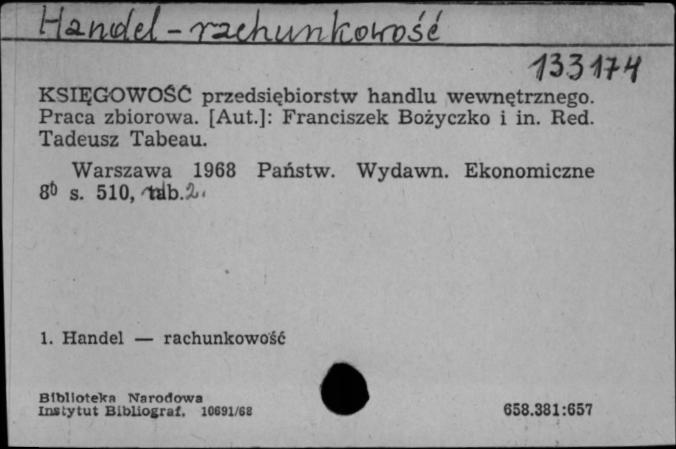 Handel - rachunkowość
133174
KSIĘGOWOŚĆ przedsiębiorstw handlu wewnętrznego.
Praca zbiorowa. [Aut.]: Franciszek Bożyczko i in. Red.
Tadeusz Tabeau.
Warszawa 1968 Państw. Wydawn. Ekonomiczne
8⁰ s. 510, tab. 2.
1. Handel — rachunkowość
Biblioteka Narodowa
Instytut Bibliograf. 10691/68
658.381:657